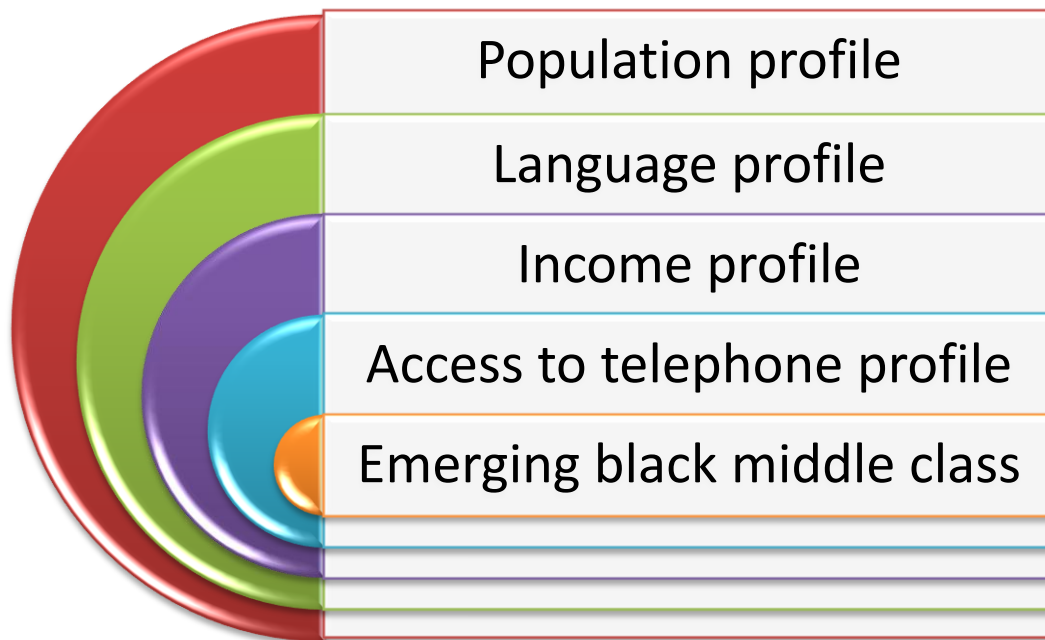 Population profile
Language profile
Income profile
Access to telephone profile
Emerging black middle class